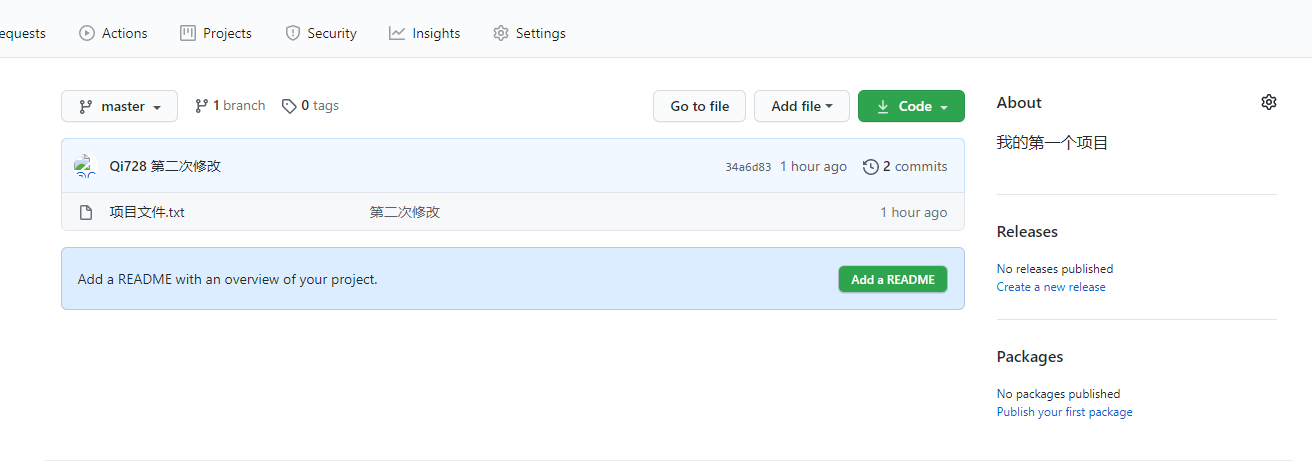 equests Actions Projects Security Insights Settings
master 1 branch 0 tags Go to file Add file Code
Qi728 第二次修改 34a6d83 1 hour ago 2 commits
项目文件.txt 第二次修改 1 hour ago
Add a README with an overview of your project. Add a README
About
我的第一个项目
Releases
No releases published
Create a new release
Packages
No packages published
Publish your first package